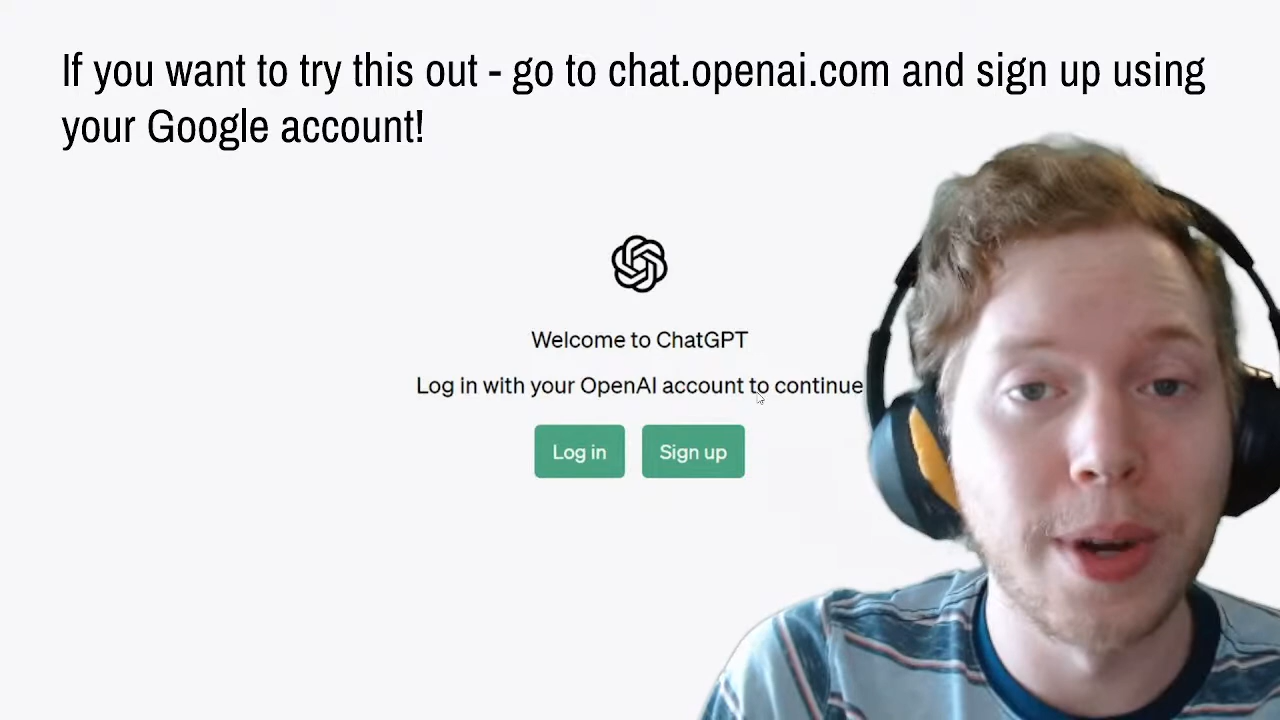 If you want to try this out - go to chat.openai.com and sign up using
your Google account!
Welcome to ChatGPT
Log in with your OpenAI account to continue
Log in
Sign up